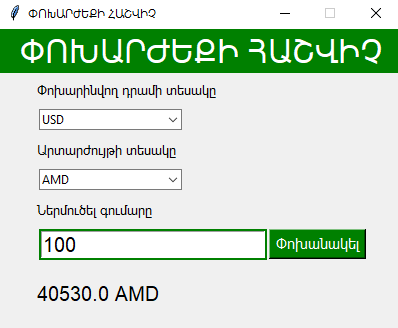 ՓՈԽԱՐԺԵՔԻ ՀԱՇՎԻՉ
ՓՈԽԱՐԺԵՔԻ ՀԱՇՎԻՉ
Փոխարինվող դրամի տեսակը
USD
Արտարժույթի տեսակը
AMD
Ներմուծել գումարը
100 Փոխանակել
40530.0 AMD